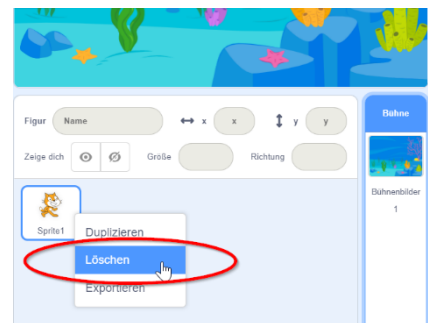 Bühne
Figur Name x x y y
Zeige dich Größe Richtung
Bühnenbilder
1
Sprite1
Duplizieren
Löschen
Exportieren